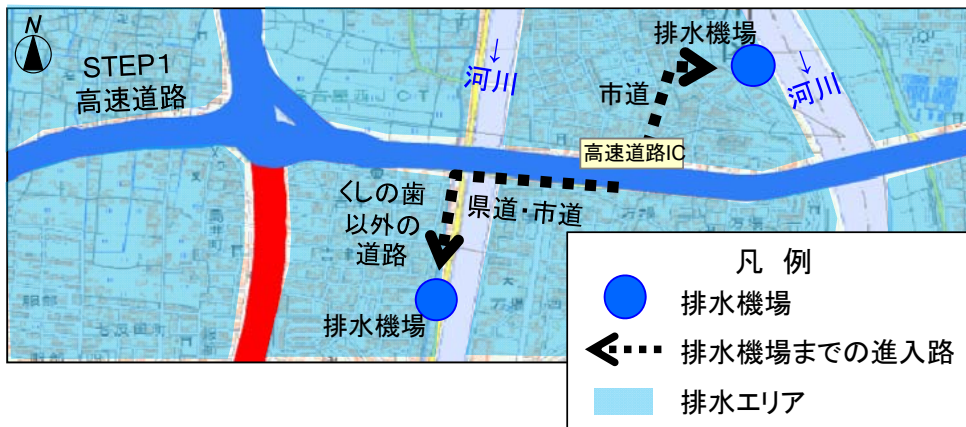 N
STEP1
高速道路
排水機場
→
河川
→
河川
市道
高速道路IC
くしの歯
以外の
道路
県道・市道
排水機場
凡 例
排水機場
排水機場までの進入路
排水エリア